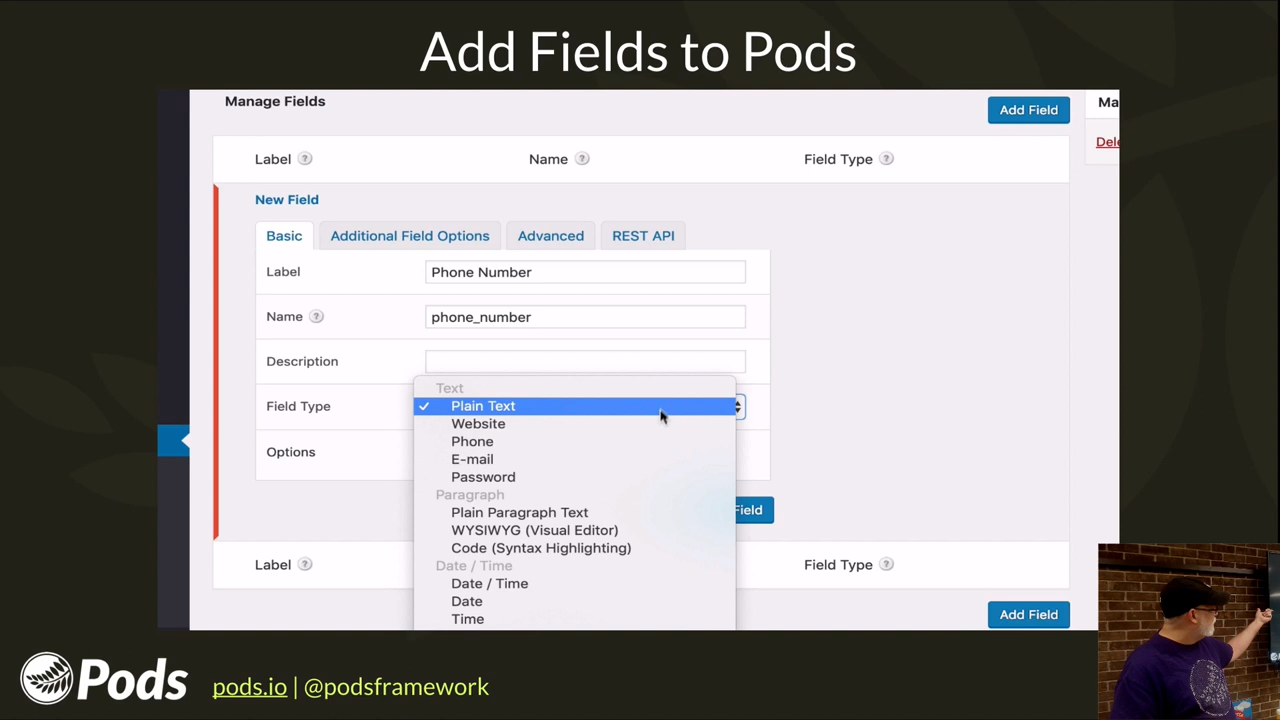 Add Fields to Pods
Manage Fields
Add Field
Ma
Dele
Label ? Name ? Field Type ?
New Field
Basic Additional Field Options Advanced REST API
Label Phone Number
Name ? phone_number
Description
Field Type
Options
Text
Plain Text
Website
Phone
E-mail
Password
Paragraph
Plain Paragraph Text
WYSIWYG (Visual Editor)
Code (Syntax Highlighting)
Date / Time
Date / Time
Date
Time
Field
Label ? Field Type ?
Add Field
Pods pods.io | @podsframework